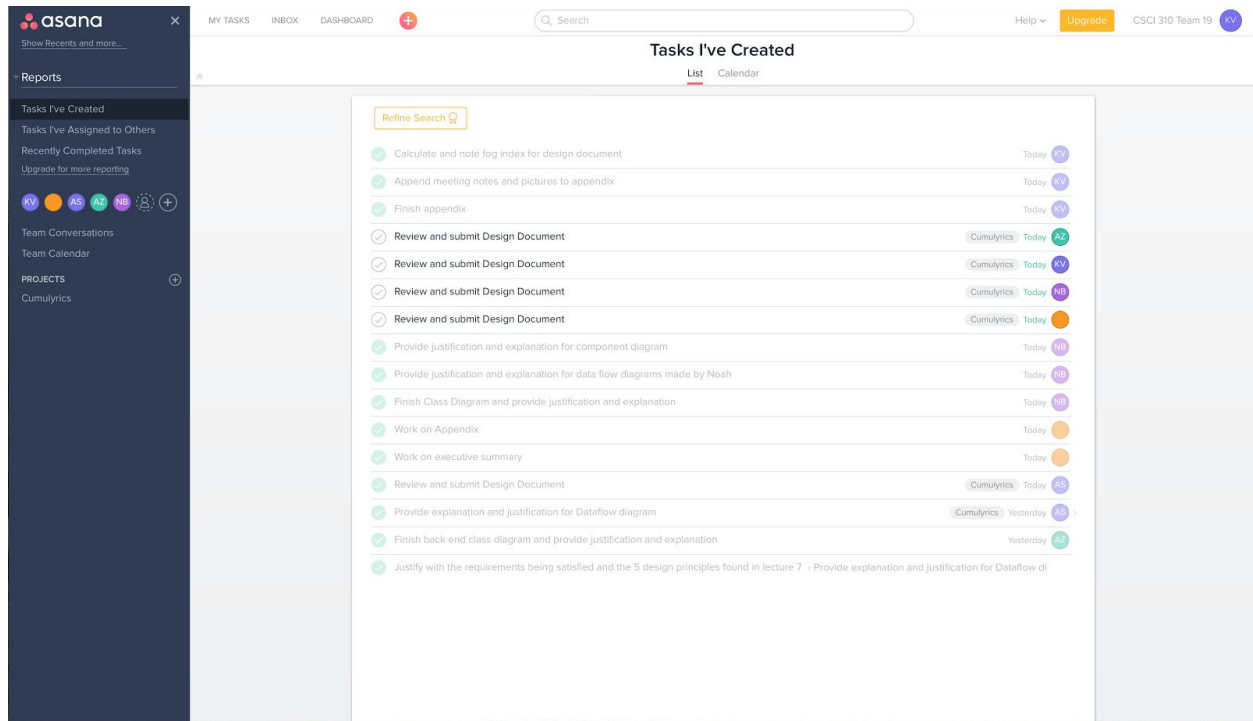 asana
MY TASKS INBOX DASHBOARD Search Help Upgrade CSCI 310 Team 19 KV
Show Recents and more...
Reports
Tasks I've Created
Tasks I've Assigned to Others
Recently Completed Tasks
Upgrade for more reporting
KV AS AZ NB
Team Conversations
Team Calendar
PROJECTS
Cumulyrics
Tasks I've Created
List Calendar
Refine Search
Calculate and note fog index for design document Today KV
Append meeting notes and pictures to appendix Today KV
Finish appendix Today KV
Review and submit Design Document Cumulyrics Today AZ
Review and submit Design Document Cumulyrics Today KV
Review and submit Design Document Cumulyrics Today NB
Review and submit Design Document Cumulyrics Today
Provide justification and explanation for component diagram Today NB
Provide justification and explanation for data flow diagrams made by Noah Today NB
Finish Class Diagram and provide justification and explanation Today NB
Work on Appendix Today
Work on executive summary Today
Review and submit Design Document Cumulyrics Today AS
Provide explanation and justification for Dataflow diagram Cumulyrics Yesterday AS ›
Finish back end class diagram and provide justification and explanation Yesterday AZ
Justify with the requirements being satisfied and the 5 design principles found in lecture 7 ‹ Provide explanation and justification for Dataflow di